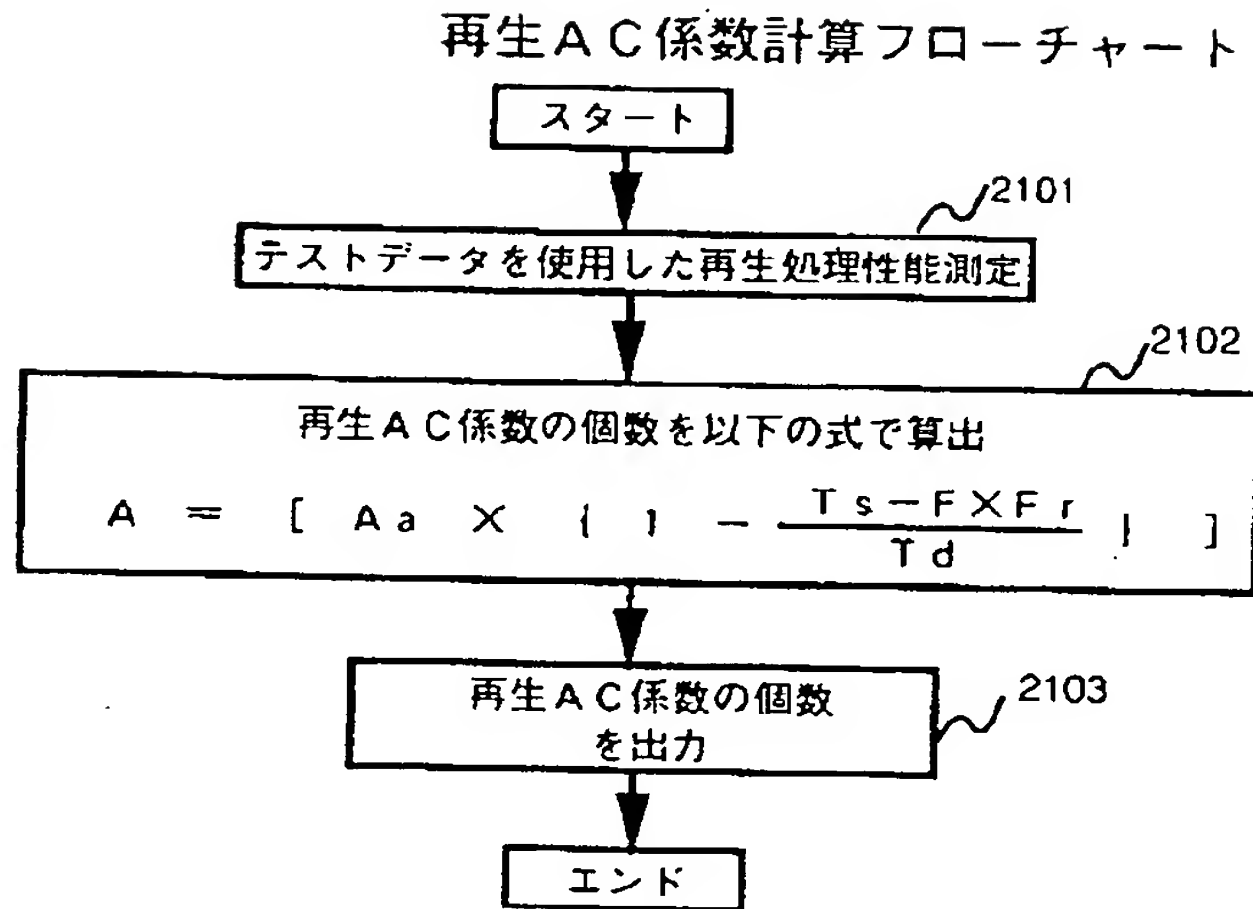 再生AC係数計算フローチャート
スタート
2101
テストデータを使用した再生処理性能測定
2102
再生AC係数の個数を以下の式で算出
A = [ Aa × { 1 - (Ts-F×Fr)/Td } ]
再生AC係数の個数
を出力
2103
エンド